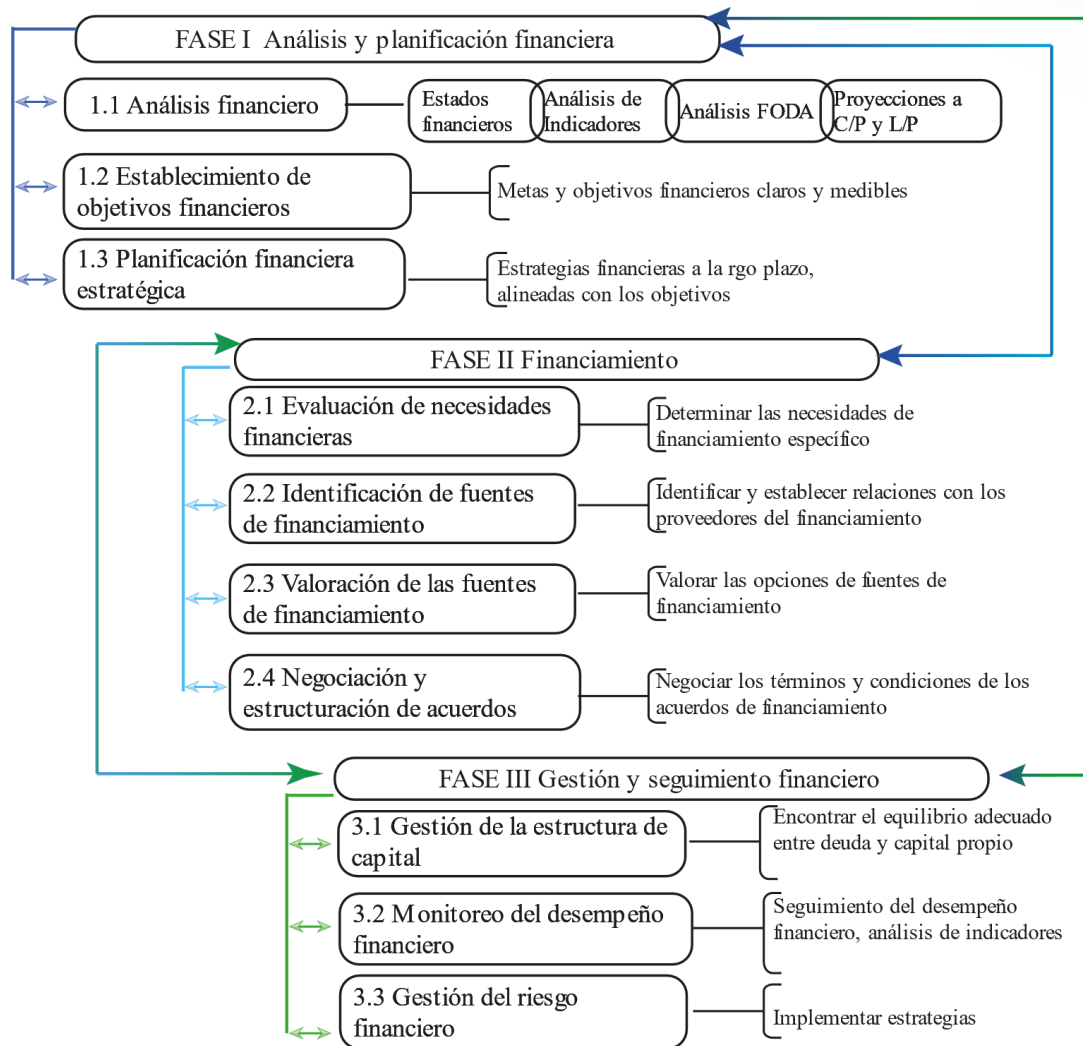 FASE I Análisis y planificación financiera
1.1 Análisis financiero
Estados
financieros
Análisis de
Indicadores
Análisis FODA
Proyecciones a
C/P y L/P
1.2 Establecimiento de
objetivos financieros
Metas y objetivos financieros claros y medibles
1.3 Planificación financiera
estratégica
Estrategias financieras a la rgo plazo,
alineadas con los objetivos
FASE II Financiamiento
2.1 Evaluación de necesidades
financieras
Determinar las necesidades de
financiamiento específico
2.2 Identificación de fuentes
de financiamiento
Identificar y establecer relaciones con los
proveedores del financiamiento
2.3 Valoración de las fuentes
de financiamiento
Valorar las opciones de fuentes de
financiamiento
2.4 Negociación y
estructuración de acuerdos
Negociar los términos y condiciones de los
acuerdos de financiamiento
FASE III Gestión y seguimiento financiero
3.1 Gestión de la estructura de
capital
Encontrar el equilibrio adecuado
entre deuda y capital propio
3.2 Monitoreo del desempeño
financiero
Seguimiento del desempeño
financiero, análisis de indicadores
3.3 Gestión del riesgo
financiero
Implementar estrategias